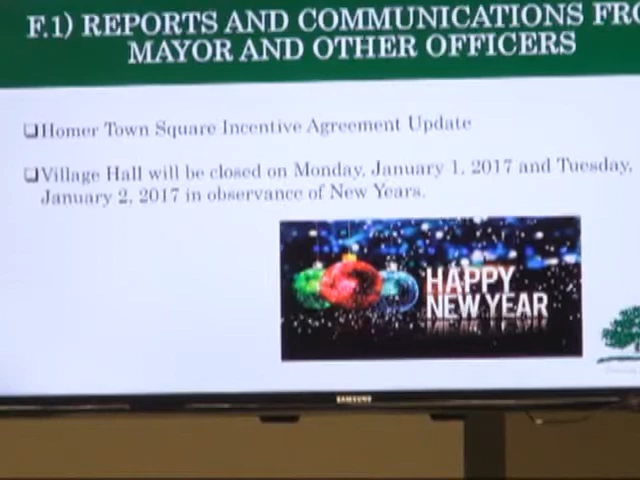 F.1) REPORTS AND COMMUNICATIONS FRO
MAYOR AND OTHER OFFICERS
❑Homer Town Square Incentive Agreement Update
❑Village Hall will be closed on Monday, January 1, 2017 and Tuesday,
January 2, 2017 in observance of New Years.
HAPPY
NEW YEAR
SAMSUNG